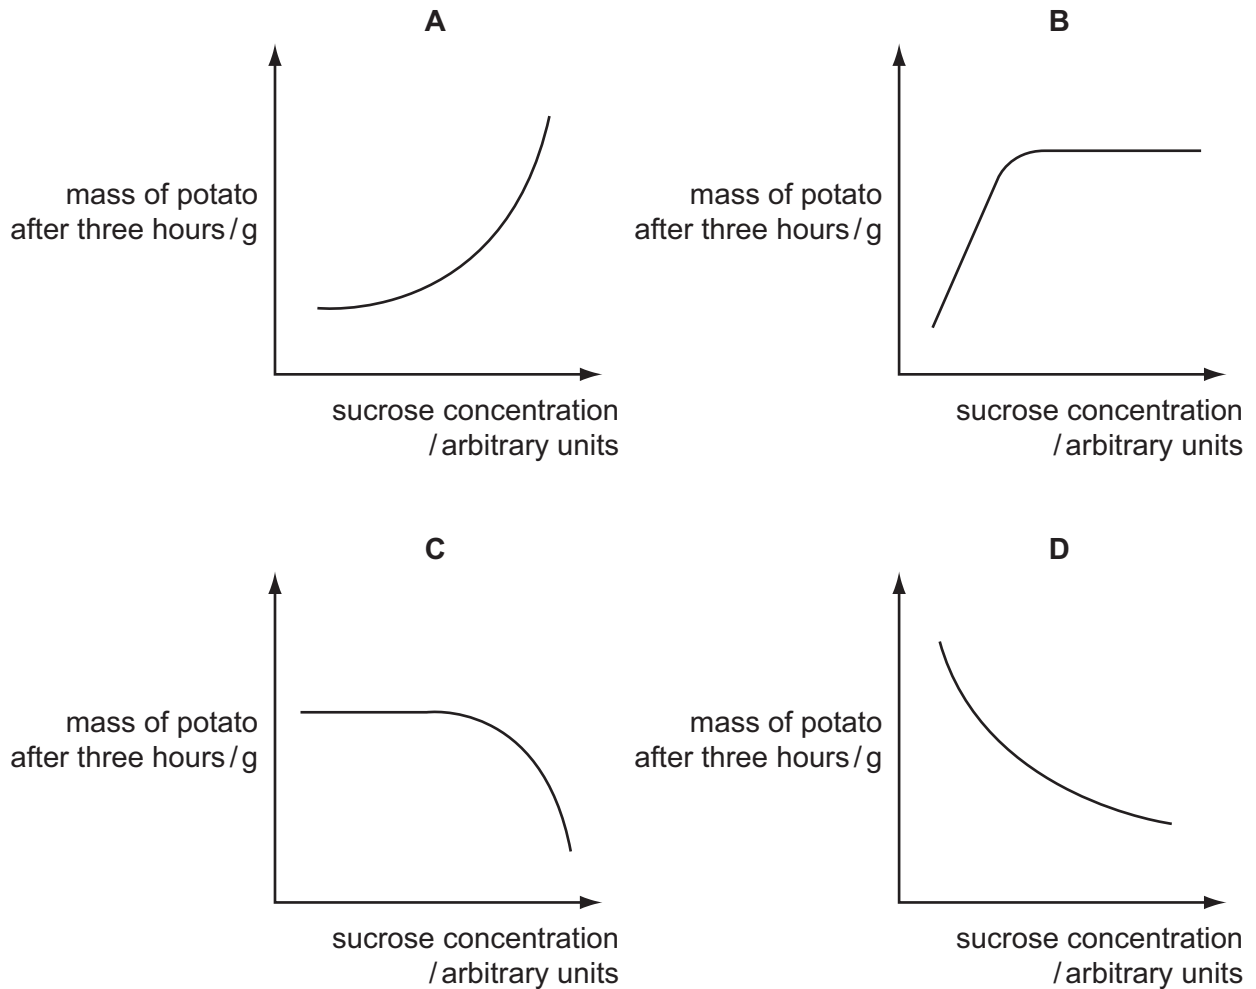 A
mass of potato
after three hours / g
sucrose concentration
/ arbitrary units
B
mass of potato
after three hours / g
sucrose concentration
/ arbitrary units
C
mass of potato
after three hours / g
sucrose concentration
/ arbitrary units
D
mass of potato
after three hours / g
sucrose concentration
/ arbitrary units